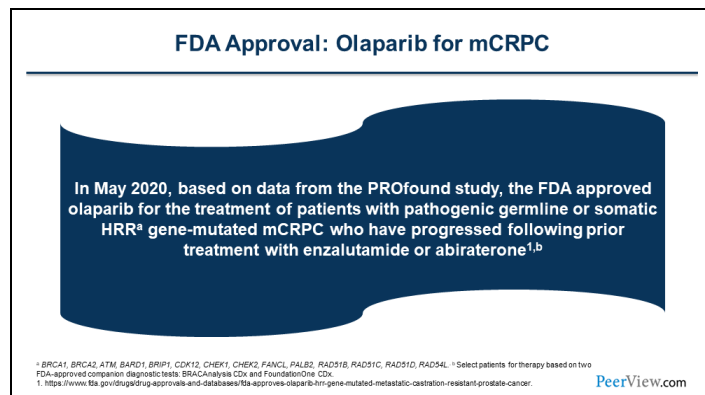 FDA Approval: Olaparib for mCRPC
In May 2020, based on data from the PROfound study, the FDA approved
olaparib for the treatment of patients with pathogenic germline or somatic
HRRᵃ gene-mutated mCRPC who have progressed following prior
treatment with enzalutamide or abiraterone¹,ᵇ
ᵃ BRCA1, BRCA2, ATM, BARD1, BRIP1, CDK12, CHEK1, CHEK2, FANCL, PALB2, RAD51B, RAD51C, RAD51D, RAD54L. ᵇ Select patients for therapy based on two
FDA-approved companion diagnostic tests: BRACAnalysis CDx and FoundationOne CDx.
1. https://www.fda.gov/drugs/drug-approvals-and-databases/fda-approves-olaparib-hrr-gene-mutated-metastatic-castration-resistant-prostate-cancer.
PeerView.com